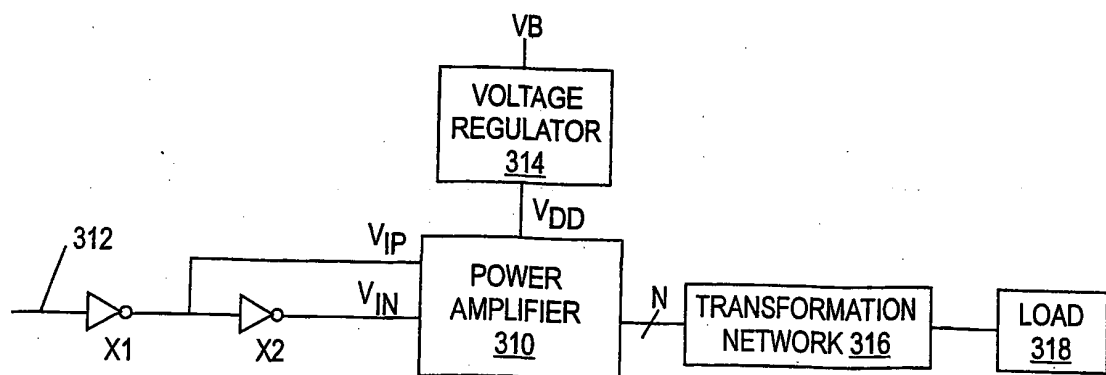 VB
VOLTAGE
REGULATOR
314
VDD
312
VIP
VIN
X1
X2
POWER
AMPLIFIER
310
N
TRANSFORMATION
NETWORK 316
LOAD
318